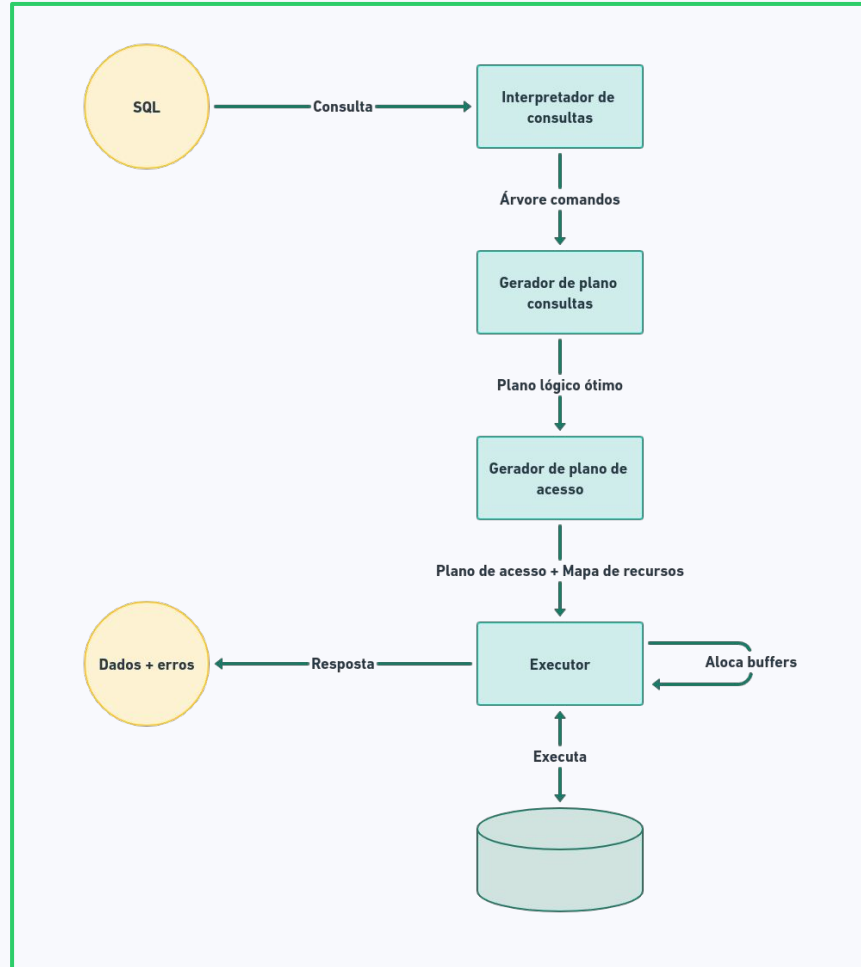 SQL
Consulta
Interpretador de
consultas
Árvore comandos
Gerador de plano
consultas
Plano lógico ótimo
Gerador de plano de
acesso
Plano de acesso + Mapa de recursos
Dados + erros
Resposta
Executor
Aloca buffers
Executa